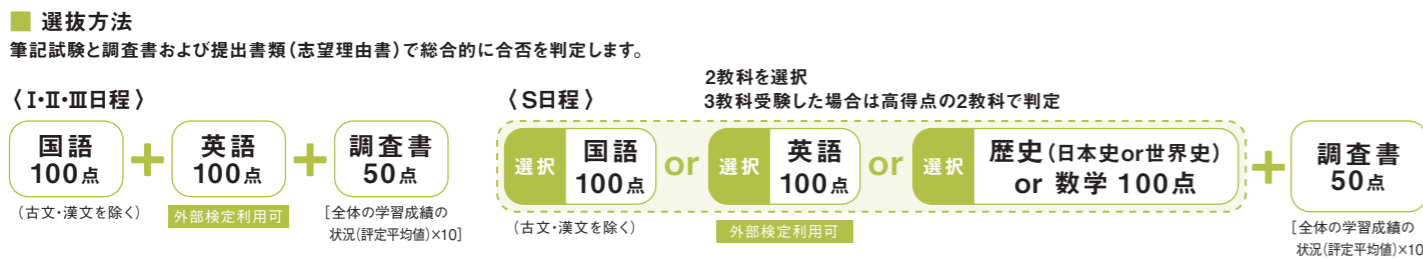 ■ 選抜方法
筆記試験と調査書および提出書類(志望理由書)で総合的に合否を判定します。
〈Ⅰ・Ⅱ・Ⅲ日程〉
国語
100点
+
英語
100点
+
調査書
50点
(古文・漢文を除く)
外部検定利用可
[全体の学習成績の
状況(評定平均値)×10]
〈S日程〉
2教科を選択
3教科受験した場合は高得点の2教科で判定
選択 国語
100点
or
選択 英語
100点
or
選択 歴史(日本史or世界史)
or 数学 100点
+
調査書
50点
(古文・漢文を除く)
外部検定利用可
[全体の学習成績の
状況(評定平均値)×10